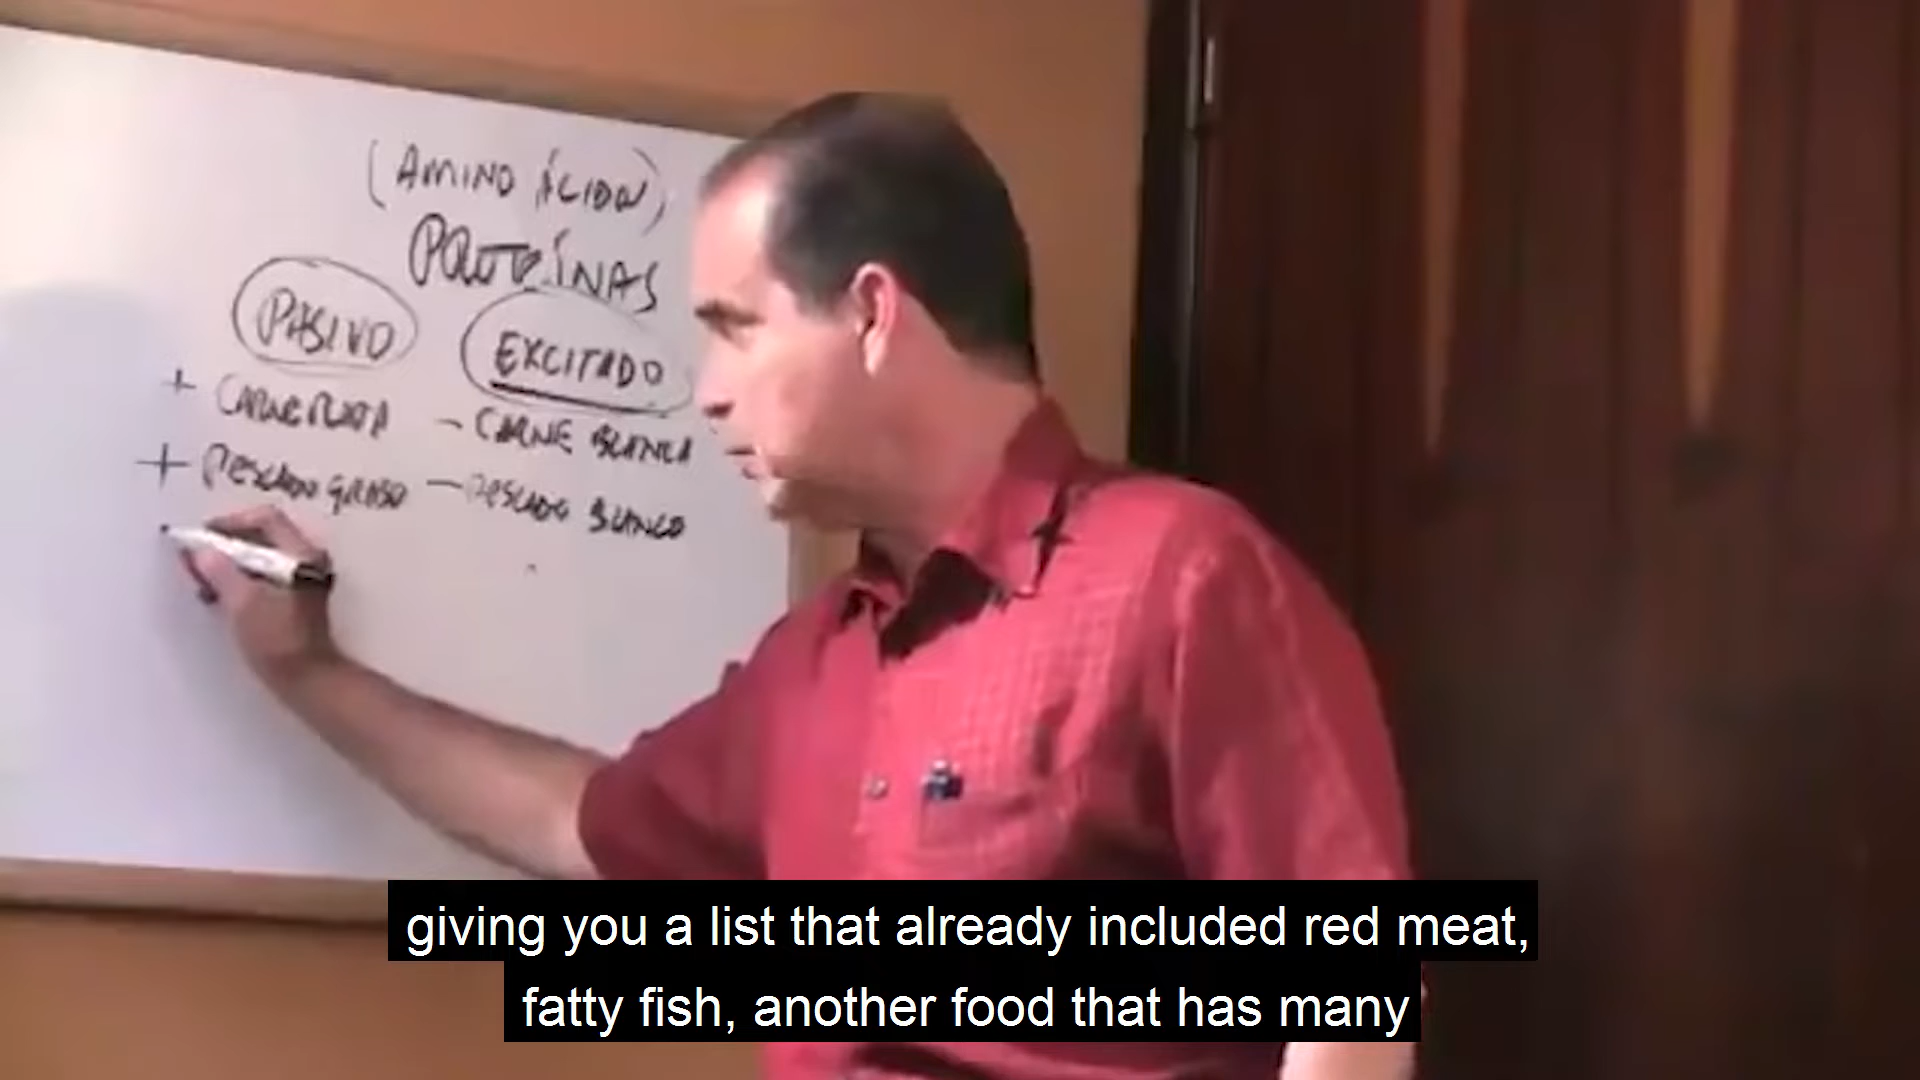 (AMINO ÁCIDOS)
PROTEÍNAS
PASIVO EXCITADO
+ CARNE ROJA - CARNE BLANCA
+ PESCADO GRASO - PESCADO BLANCO
giving you a list that already included red meat,
fatty fish, another food that has many